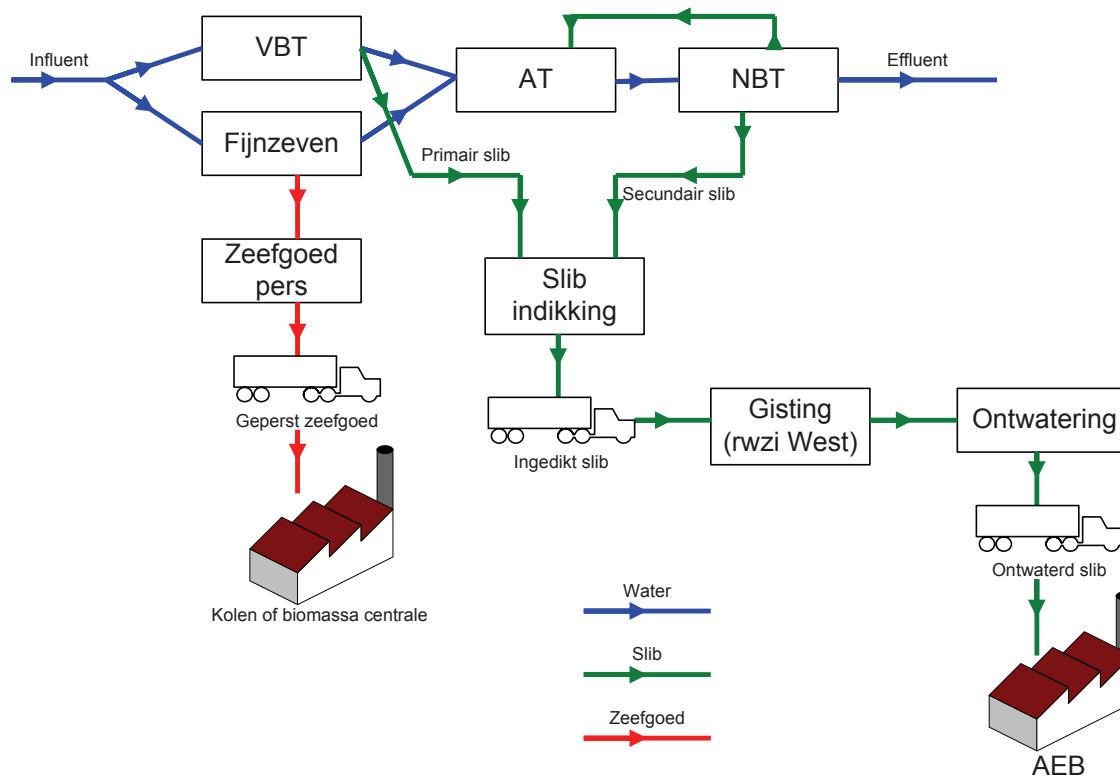 Influent
VBT
AT
NBT
Effluent
Fijnzeven
Primair slib
Secundair slib
Zeefgoed
pers
Slib
indikking
Geperst zeefgoed
Ingedikt slib
Gisting
(rwzi West)
Ontwatering
Ontwaterd slib
Kolen of biomassa centrale
Water
Slib
Zeefgoed
AEB